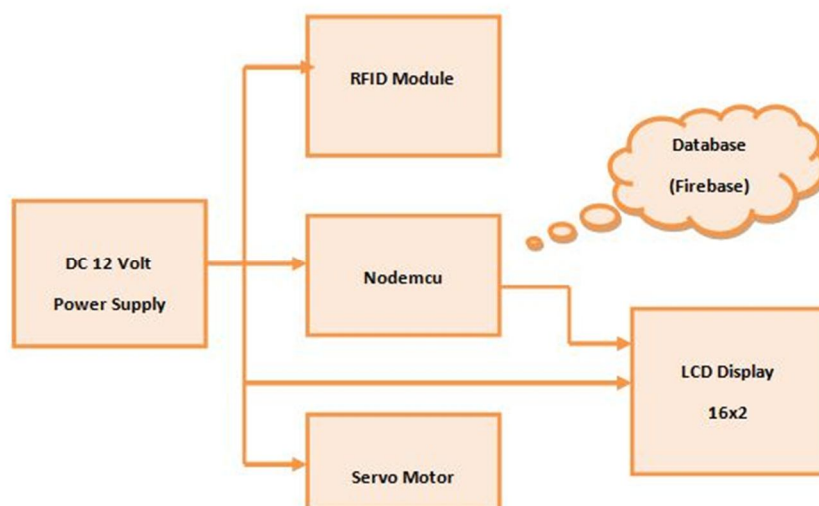 RFID Module
Database
(Firebase)
DC 12 Volt
Power Supply
Nodemcu
LCD Display
16x2
Servo Motor